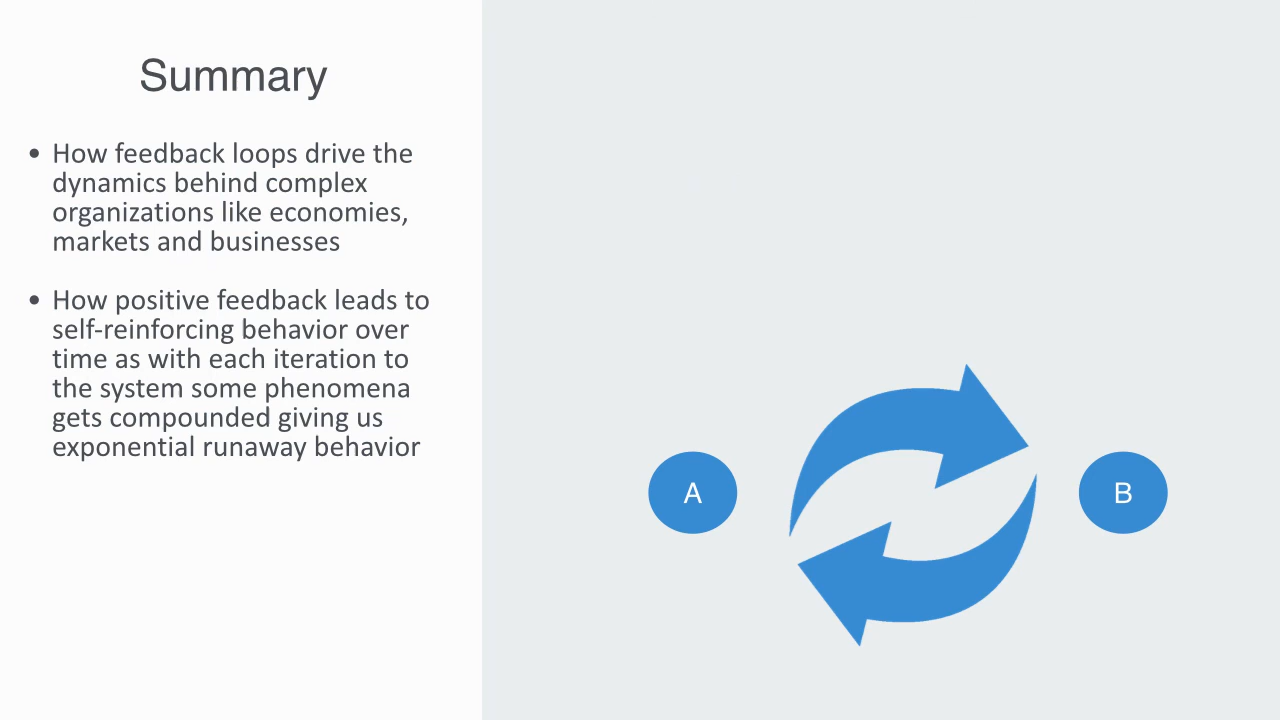 Summary
• How feedback loops drive the
dynamics behind complex
organizations like economies,
markets and businesses
• How positive feedback leads to
self-reinforcing behavior over
time as with each iteration to
the system some phenomena
gets compounded giving us
exponential runaway behavior
A
B